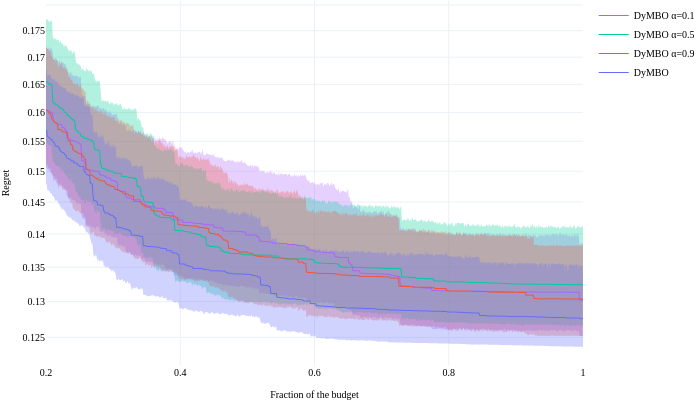 DyMBO α=0.1
DyMBO α=0.5
DyMBO α=0.9
DyMBO
0.175
0.17
0.165
0.16
0.155
0.15
0.145
0.14
0.135
0.13
0.125
Regret
0.2
0.4
0.6
0.8
1
Fraction of the budget